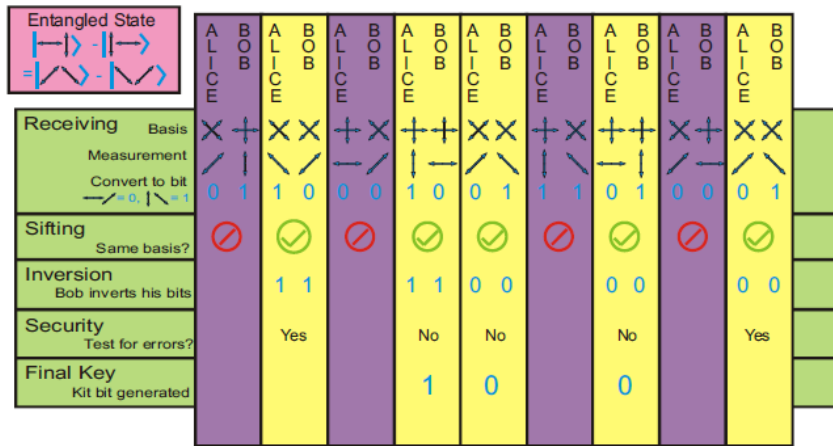 Entangled State
|↔↕〉 - |↕↔〉
=|⤢⤡〉 - |⤡⤢〉
ALICE BOB ALICE BOB ALICE BOB ALICE BOB ALICE BOB ALICE BOB ALICE BOB ALICE BOB ALICE BOB
Receiving Basis
Measurement
Convert to bit
↔⤢= 0, ↕⤡= 1
0 1 1 0 0 0 1 0 0 1 1 1 0 1 0 0 0 1
Sifting
Same basis?
Inversion
Bob inverts his bits
1 1 1 1 0 0 0 0 0 0
Security
Test for errors?
Yes No No No Yes
Final Key
Kit bit generated
1 0 0